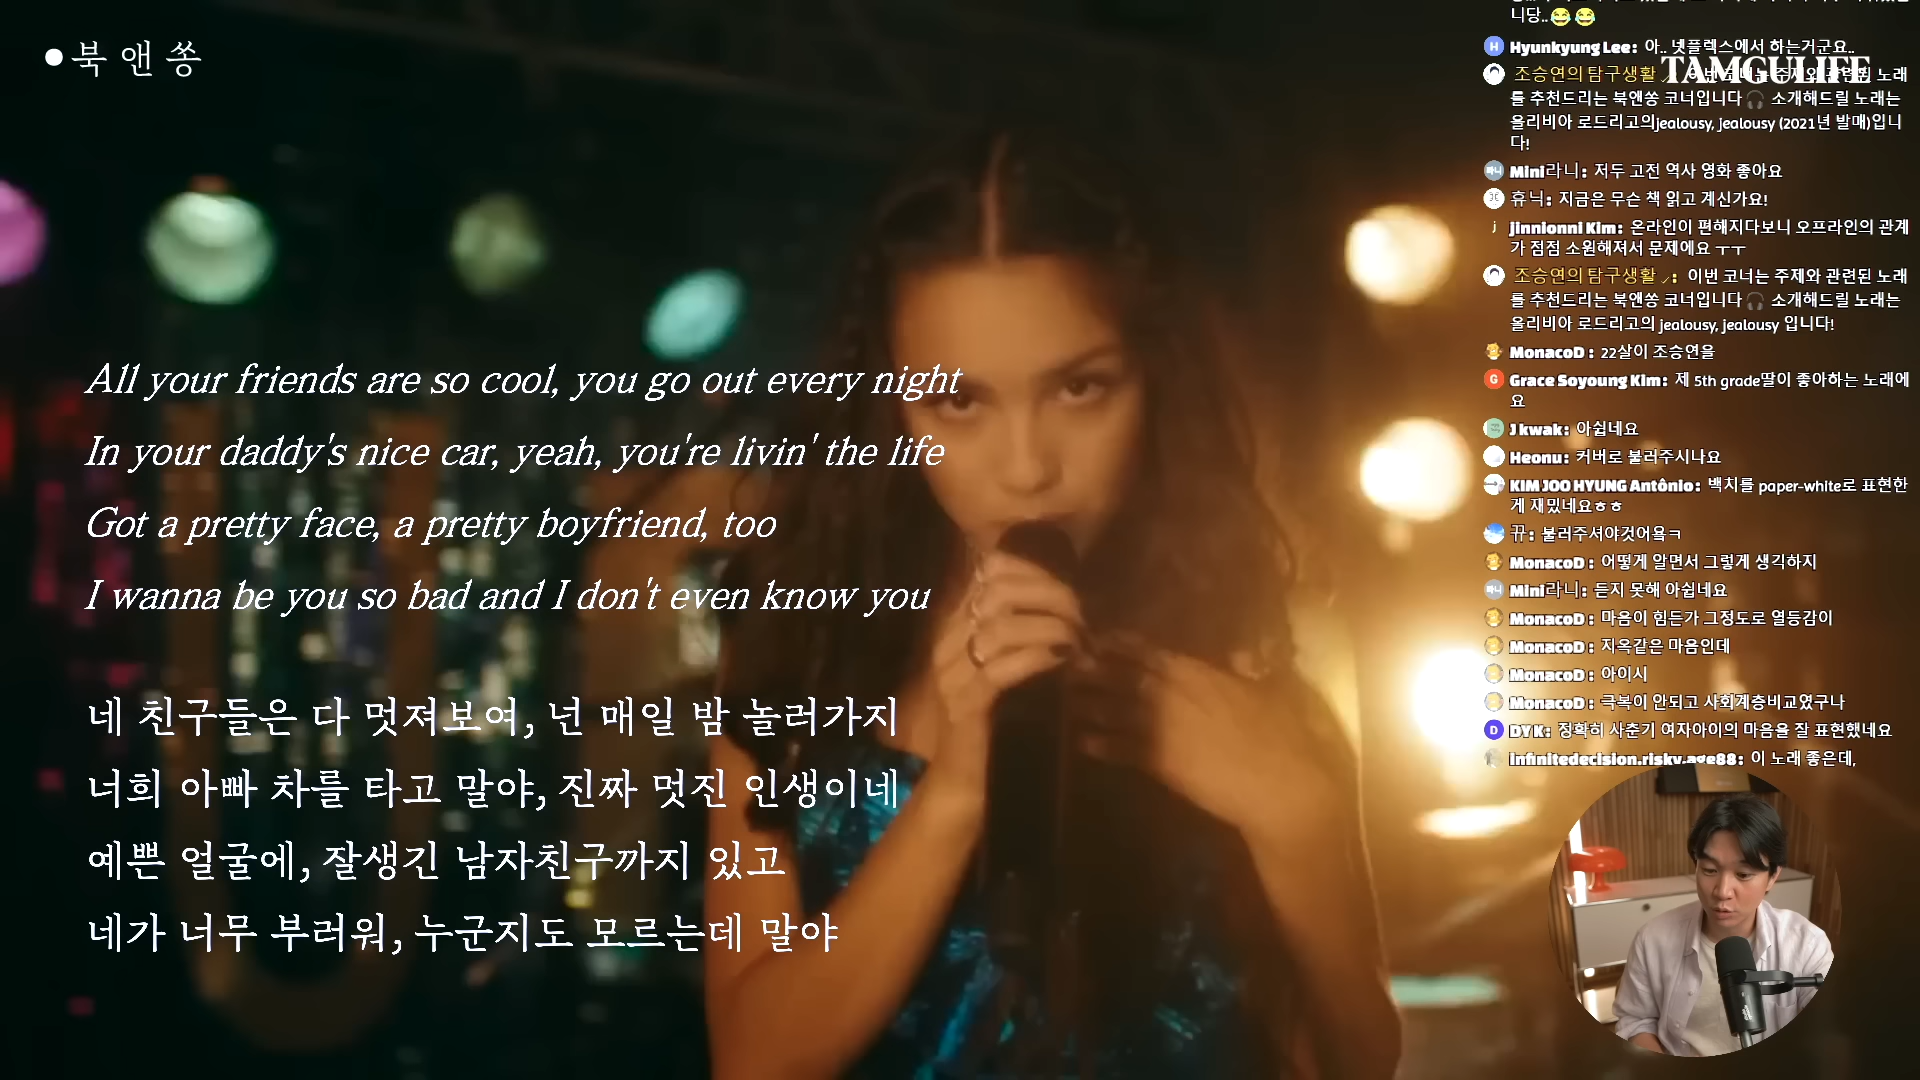 •북앤쏭
TAMGULIFE
All your friends are so cool, you go out every night
In your daddy's nice car, yeah, you're livin' the life
Got a pretty face, a pretty boyfriend, too
I wanna be you so bad and I don't even know you
네 친구들은 다 멋져보여, 넌 매일 밤 놀러가지
너희 아빠 차를 타고 말야, 진짜 멋진 인생이네
예쁜 얼굴에, 잘생긴 남자친구까지 있고
네가 너무 부러워, 누군지도 모르는데 말야
니당..😂😂
Hyunkyung Lee: 아.. 넷플렉스에서 하는거군요..
조승연의 탐구생활 이번 코너는 주제와 관련된 노래
를 추천드리는 북앤쏭 코너입니다🎧 소개해드릴 노래는
올리비아 로드리고의jealousy, jealousy (2021년 발매)입니
다!
Mini라니: 저두 고전 역사 영화 좋아요
휴닉: 지금은 무슨 책 읽고 계신가요!
jinnionni Kim: 온라인이 편해지다보니 오프라인의 관계
가 점점 소원해져서 문제에요 ㅜㅜ
조승연의 탐구생활 : 이번 코너는 주제와 관련된 노래
를 추천드리는 북앤쏭 코너입니다🎧 소개해드릴 노래는
올리비아 로드리고의 jealousy, jealousy 입니다!
MonacoD : 22살이 조승연을
Grace Soyoung Kim: 제 5th grade딸이 좋아하는 노래에
요
J kwak: 아쉽네요
Heonu: 커버로 불러주시나요
KIM JOO HYUNG Antônio: 백치를 paper-white로 표현한
게 재밌네요ㅎㅎ
뀨: 불러주셔야것어욬ㅋ
MonacoD : 어떻게 알면서 그렇게 생각하지
Mini라니: 듣지 못해 아쉽네요
MonacoD : 마음이 힘든가 그정도로 열등감이
MonacoD : 지옥같은 마음인데
MonacoD : 아이시
MonacoD : 극복이 안되고 사회계층비교였구나
DYK: 정확히 사춘기 여자아이의 마음을 잘 표현했네요
infinitedecision.risky.age88: 이 노래 좋은데,